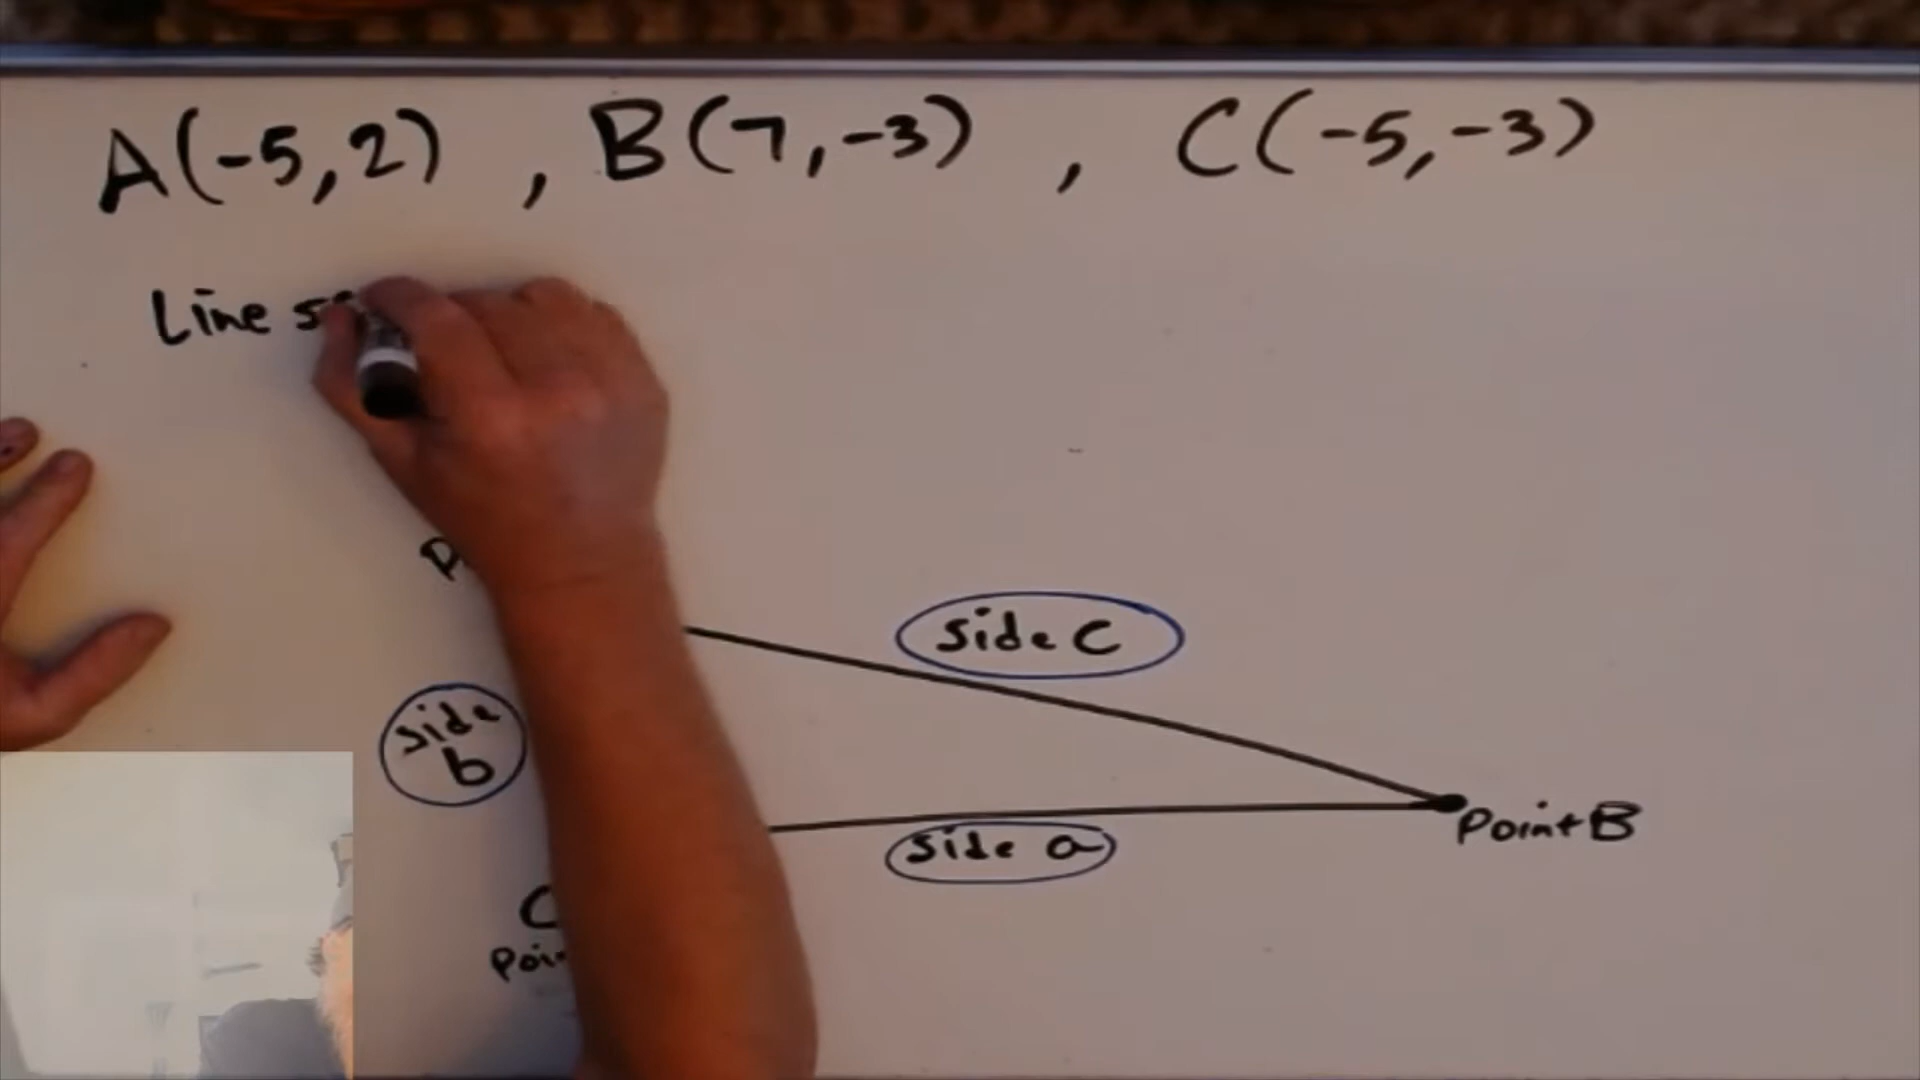 A(-5,2) , B(7,-3) , C(-5,-3)
Line
side C
side
b
side a
Point B
C